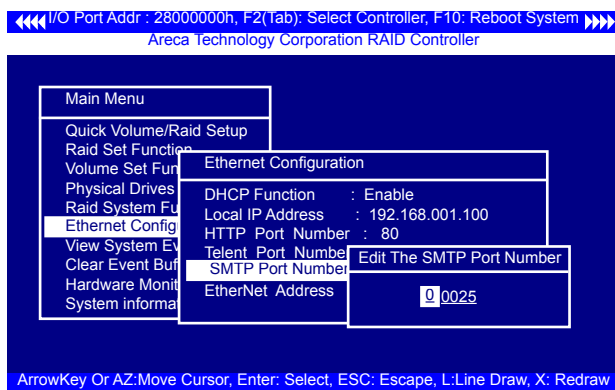 I/O Port Addr : 28000000h, F2(Tab): Select Controller, F10: Reboot System
Areca Technology Corporation RAID Controller
Main Menu
Quick Volume/Raid Setup
Raid Set Function
Volume Set Fun
Physical Drives
Raid System Fu
Ethernet Config
View System Ev
Clear Event Buf
Hardware Monit
System informat
Ethernet Configuration
DHCP Function : Enable
Local IP Address : 192.168.001.100
HTTP Port Number : 80
Telent Port Number
SMTP Port Number
EtherNet Address
Edit The SMTP Port Number
0 0025
ArrowKey Or AZ:Move Cursor, Enter: Select, ESC: Escape, L:Line Draw, X: Redraw